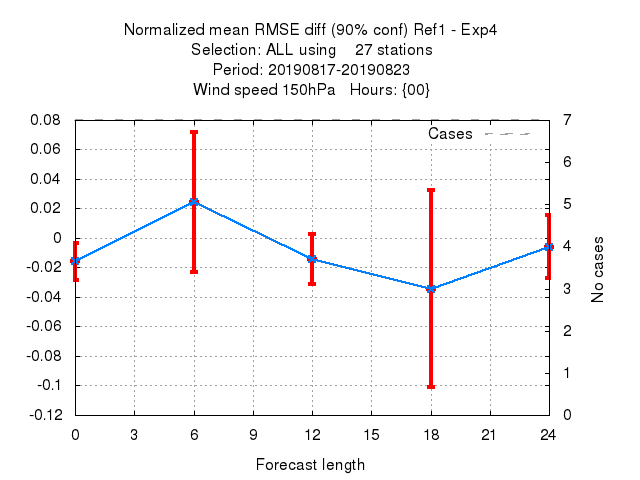 Normalized mean RMSE diff (90% conf) Ref1 - Exp4
Selection: ALL using 27 stations
Period: 20190817-20190823
Wind speed 150hPa Hours: {00}
Cases
0.08
0.06
0.04
0.02
0
-0.02
-0.04
-0.06
-0.08
-0.1
-0.12
7
6
5
4
3
2
1
0
No cases
0 3 6 9 12 15 18 21 24
Forecast length